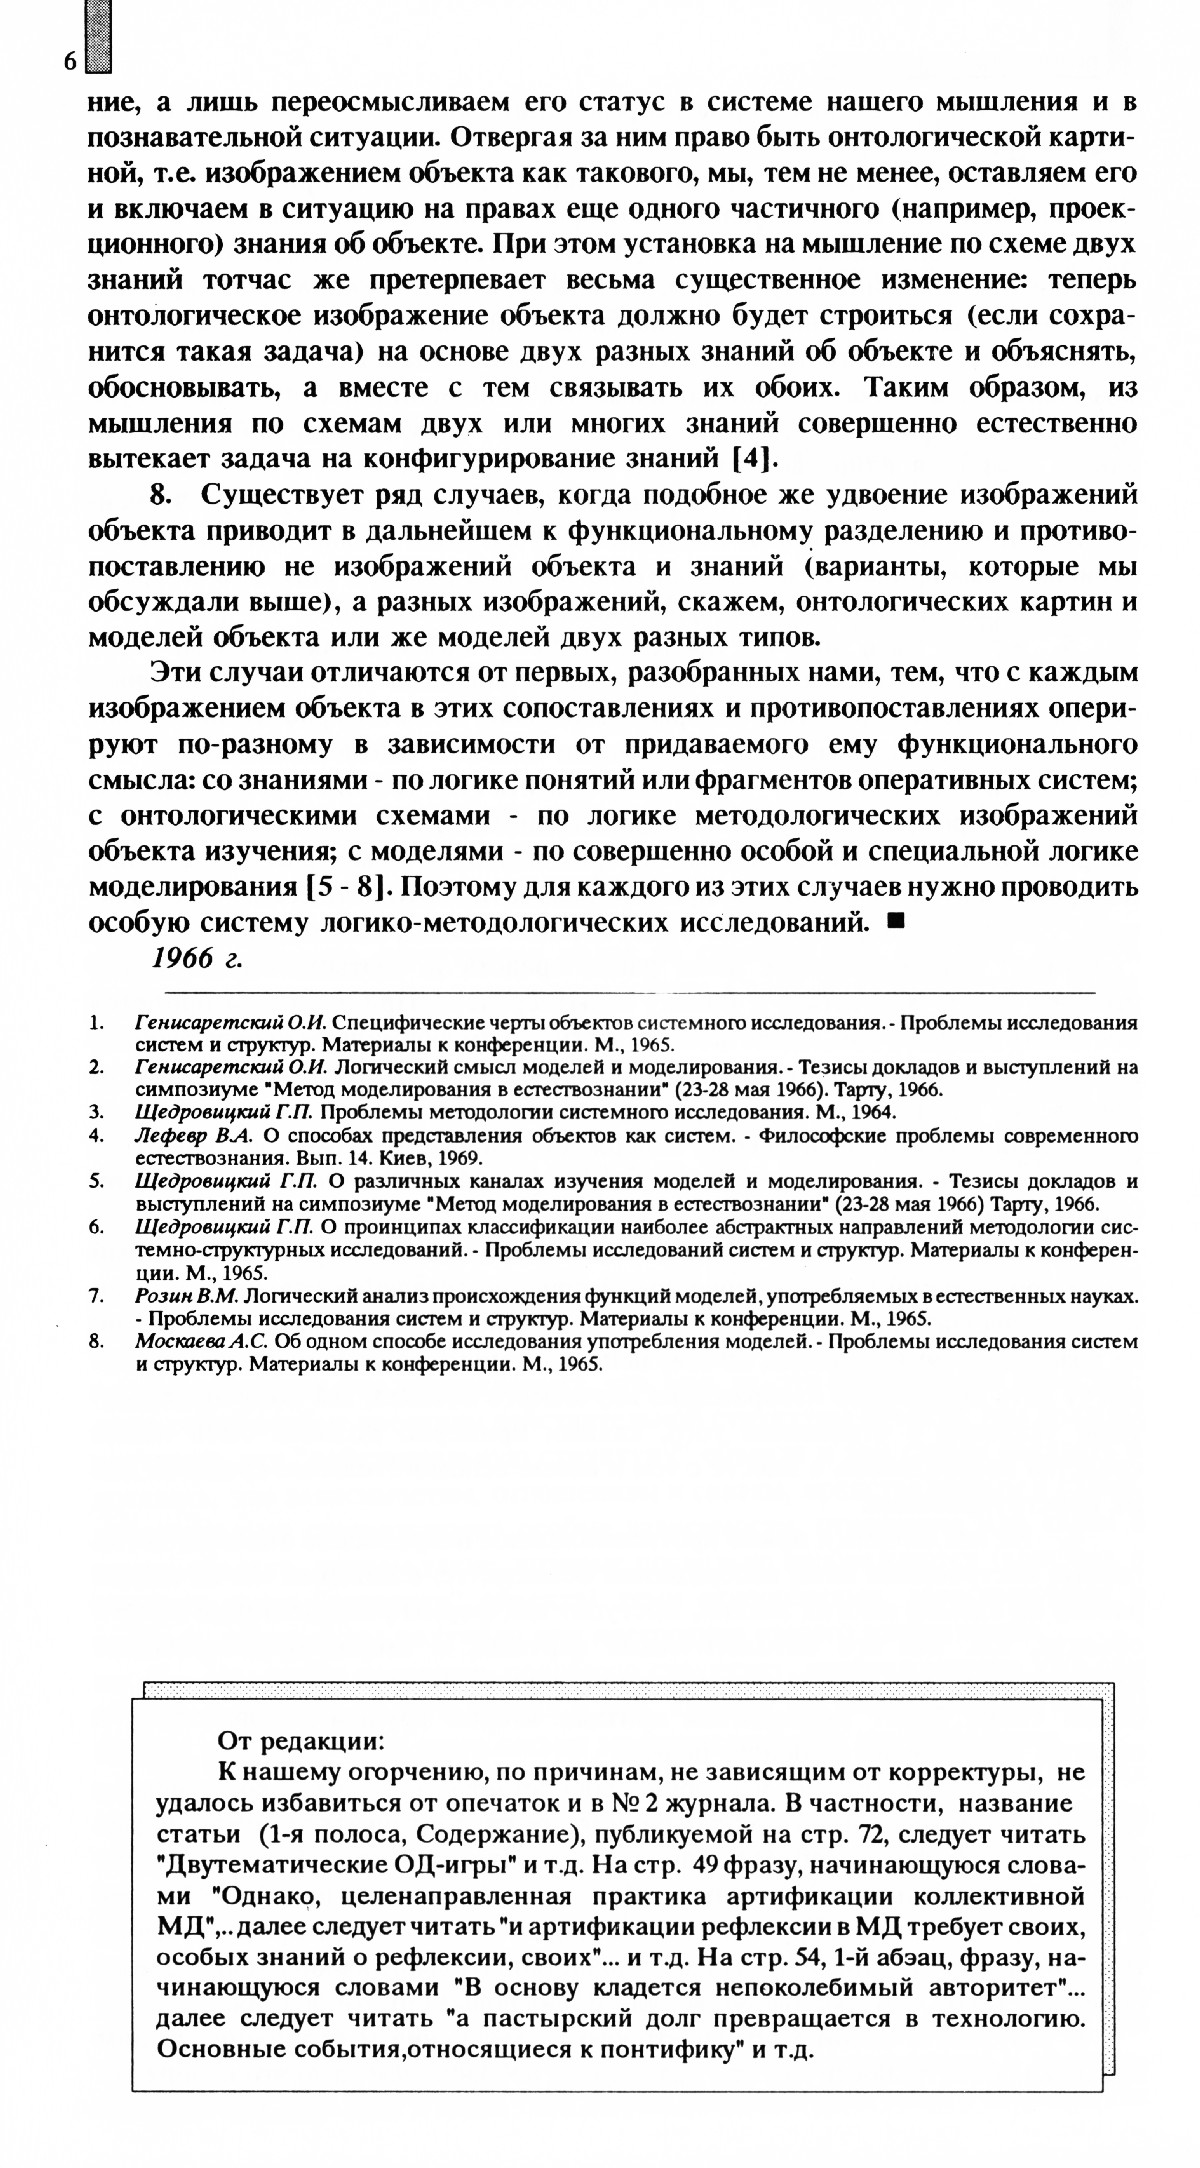 6
ние, а лишь переосмысливаем его статус в системе нашего мышления и в
познавательной ситуации. Отвергая за ним право быть онтологической карти-
ной, т.е. изображением объекта как такового, мы, тем не менее, оставляем его
и включаем в ситуацию на правах еще одного частичного (например, проек-
ционного) знания об объекте. При этом установка на мышление по схеме двух
знаний тотчас же претерпевает весьма существенное изменение: теперь
онтологическое изображение объекта должно будет строиться (если сохра-
нится такая задача) на основе двух разных знаний об объекте и объяснять,
обосновывать, а вместе с тем связывать их обоих. Таким образом, из
мышления по схемам двух или многих знаний совершенно естественно
вытекает задача на конфигурирование знаний [4].
8. Существует ряд случаев, когда подобное же удвоение изображений
объекта приводит в дальнейшем к функциональному разделению и противо-
поставлению не изображений объекта и знаний (варианты, которые мы
обсуждали выше), а разных изображений, скажем, онтологических картин и
моделей объекта или же моделей двух разных типов.
Эти случаи отличаются от первых, разобранных нами, тем, что с каждым
изображением объекта в этих сопоставлениях и противопоставлениях опери-
руют по-разному в зависимости от придаваемого ему функционального
смысла: со знаниями - по логике понятий или фрагментов оперативных систем;
с онтологическими схемами - по логике методологических изображений
объекта изучения; с моделями - по совершенно особой и специальной логике
моделирования [5 - 8]. Поэтому для каждого из этих случаев нужно проводить
особую систему логико-методологических исследований. ■
1966 г.
1. Генисаретский О.И. Специфические черты объектов системного исследования. - Проблемы исследования
систем и структур. Материалы к конференции. М., 1965.
2. Генисаретский О.И. Логический смысл моделей и моделирования. - Тезисы докладов и выступлений на
симпозиуме "Метод моделирования в естествознании" (23-28 мая 1966). Тарту, 1966.
3. Щедровицкий Г.П. Проблемы методологии системного исследования. М., 1964.
4. Лефевр В.А. О способах представления объектов как систем. - Философские проблемы современного
естествознания. Вып. 14. Киев, 1969.
5. Щедровицкий Г.П. О различных каналах изучения моделей и моделирования. - Тезисы докладов и
выступлений на симпозиуме "Метод моделирования в естествознании" (23-28 мая 1966) Тарту, 1966.
6. Щедровицкий Г.П. О проинципах классификации наиболее абстрактных направлений методологии сис-
темно-структурных исследований. - Проблемы исследований систем и структур. Материалы к конферен-
ции. М., 1965.
7. Розин В.М. Логический анализ происхождения функций моделей, употребляемых в естественных науках.
- Проблемы исследования систем и структур. Материалы к конференции. М., 1965.
8. Москаева А.С. Об одном способе исследования употребления моделей. - Проблемы исследования систем
и структур. Материалы к конференции. М., 1965.
От редакции:
К нашему огорчению, по причинам, не зависящим от корректуры, не
удалось избавиться от опечаток и в № 2 журнала. В частности, название
статьи (1-я полоса, Содержание), публикуемой на стр. 72, следует читать
"Двутематические ОД-игры" и т.д. На стр. 49 фразу, начинающуюся слова-
ми "Однако, целенаправленная практика артификации коллективной
МД",.. далее следует читать "и артификации рефлексии в МД требует своих,
особых знаний о рефлексии, своих"... и т.д. На стр. 54, 1-й абэац, фразу, на-
чинающуюся словами "В основу кладется непоколебимый авторитет"...
далее следует читать "а пастырский долг превращается в технологию.
Основные события,относящиеся к понтифику" и т.д.